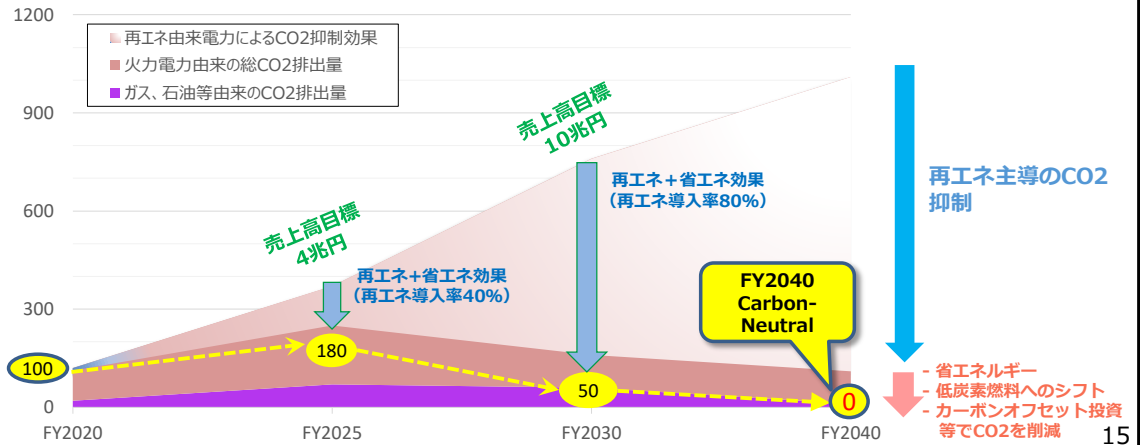 1200
900
600
300
0
再エネ由来電力によるCO2抑制効果
火力電力由来の総CO2排出量
ガス、石油等由来のCO2排出量
売上高目標
4兆円
再エネ+省エネ効果
（再エネ導入率40%）
売上高目標
10兆円
再エネ＋省エネ効果
（再エネ導入率80%）
FY2040
Carbon-
Neutral
100
180
50
0
FY2020
FY2025
FY2030
FY2040
再エネ主導のCO2
抑制
- 省エネルギー
- 低炭素燃料へのシフト
- カーボンオフセット投資
等でCO2を削減
15